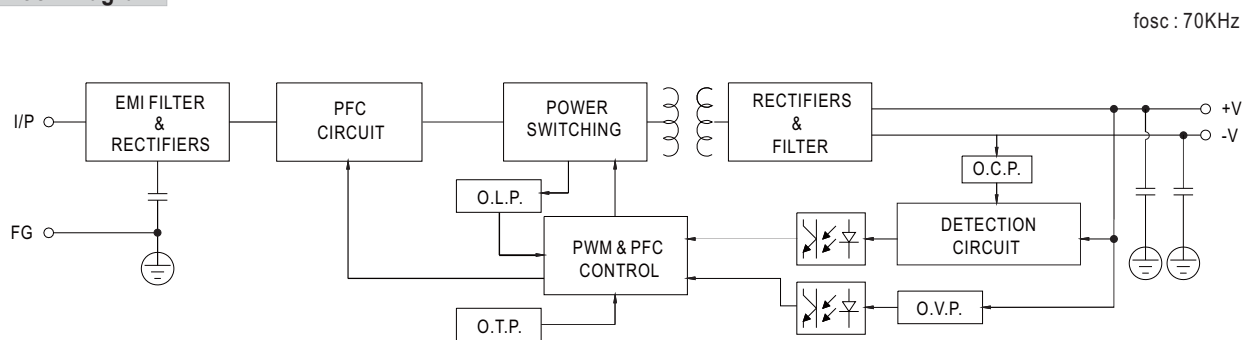 fosc : 70KHz
I/P
EMI FILTER
&
RECTIFIERS
PFC
CIRCUIT
POWER
SWITCHING
RECTIFIERS
&
FILTER
+V
-V
O.C.P.
O.L.P.
DETECTION
CIRCUIT
FG
PWM & PFC
CONTROL
O.T.P.
O.V.P.